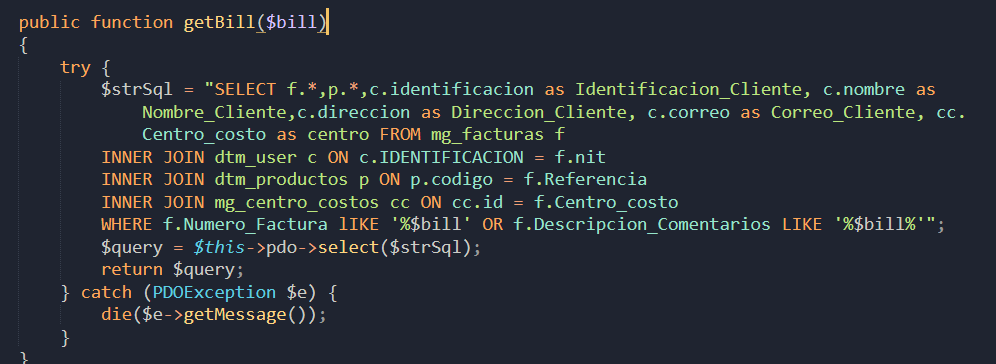 public function getBill($bill)
{
try {
$strSql = "SELECT f.*,p.*,c.identificacion as Identificacion_Cliente, c.nombre as
Nombre_Cliente,c.direccion as Direccion_Cliente, c.correo as Correo_Cliente, cc.
Centro_costo as centro FROM mg_facturas f
INNER JOIN dtm_user c ON c.IDENTIFICACION = f.nit
INNER JOIN dtm_productos p ON p.codigo = f.Referencia
INNER JOIN mg_centro_costos cc ON cc.id = f.Centro_costo
WHERE f.Numero_Factura lIKE '%$bill' OR f.Descripcion_Comentarios LIKE '%$bill%'";
$query = $this->pdo->select($strSql);
return $query;
} catch (PDOException $e) {
die($e->getMessage());
}
}